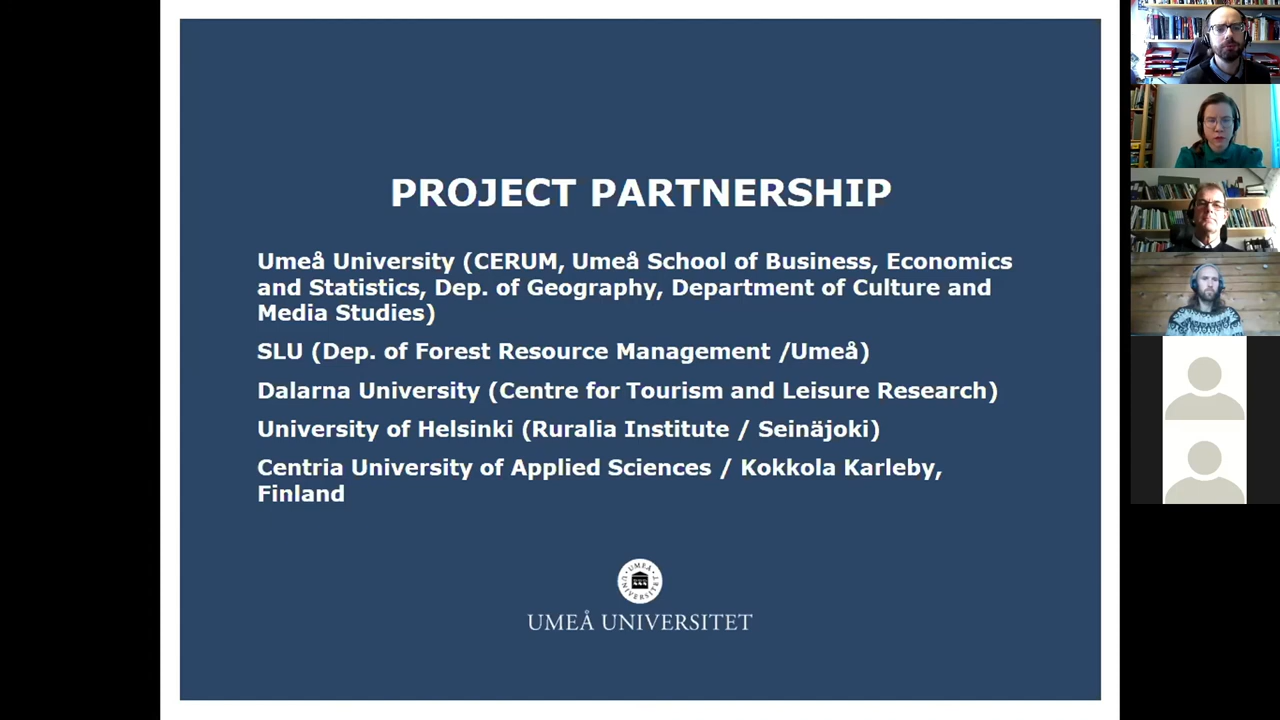 PROJECT PARTNERSHIP
Umeå University (CERUM, Umeå School of Business, Economics
and Statistics, Dep. of Geography, Department of Culture and
Media Studies)
SLU (Dep. of Forest Resource Management /Umeå)
Dalarna University (Centre for Tourism and Leisure Research)
University of Helsinki (Ruralia Institute / Seinäjoki)
Centria University of Applied Sciences / Kokkola Karleby,
Finland
UMEÅ UNIVERSITET
UMEÅ UNIVERSITET